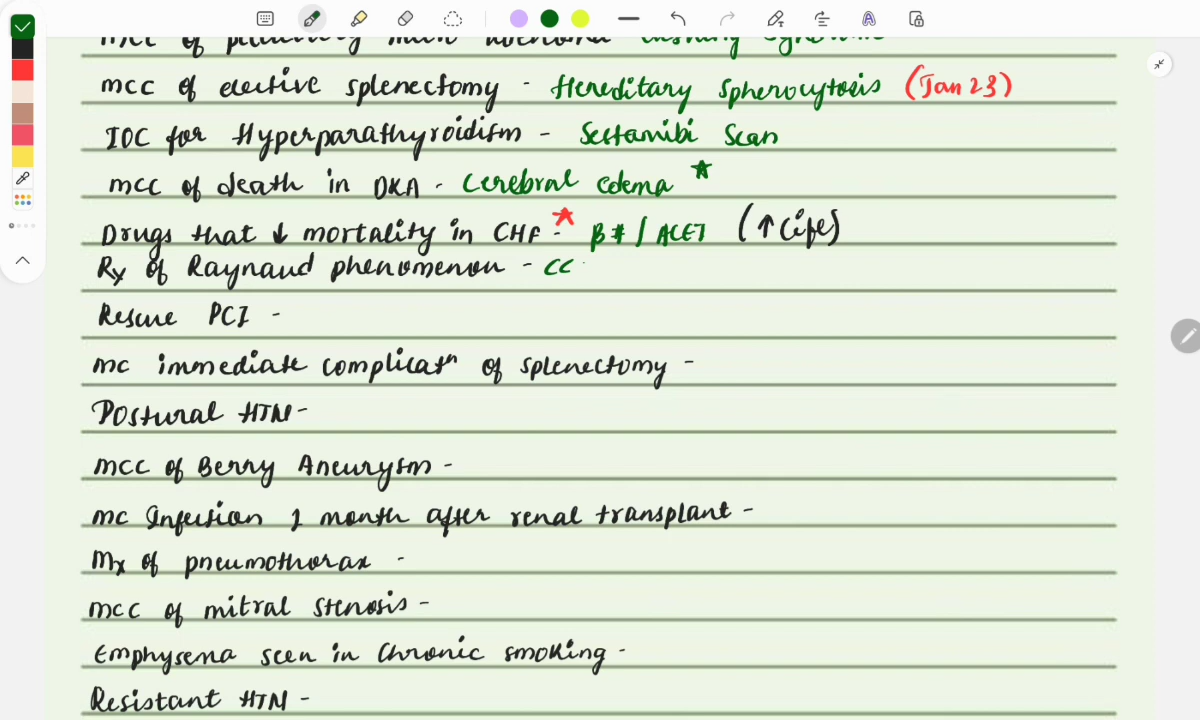 mcc of elective splenectomy - Hereditary Spherocytosis (Jan 23)
IOC for Hyperparathyroidism - Sestamibi Scan
mcc of death in DKA - Cerebral edema ★
Drugs that ↓ mortality in CHF ★ - B# / ACEI (↑ Life)
Rx of Raynaud phenomenon - CC
Rescue PCI -
mc immediate complicatⁿ of splenectomy -
Postural HTN -
mcc of Berry Aneurysm -
mc Infection 1 month after renal transplant -
Mx of pneumothorax -
mcc of mitral stenosis -
Emphysema seen in Chronic smoking -
Resistant HTN -